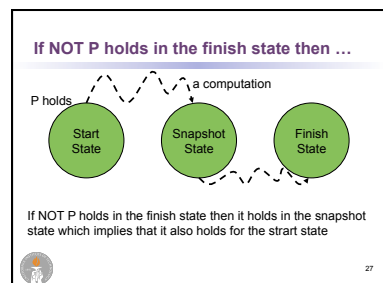 If NOT P holds in the finish state then …
a computation
P holds
Start
State
Snapshot
State
Finish
State
If NOT P holds in the finish state then it holds in the snapshot
state which implies that it also holds for the strart state
27